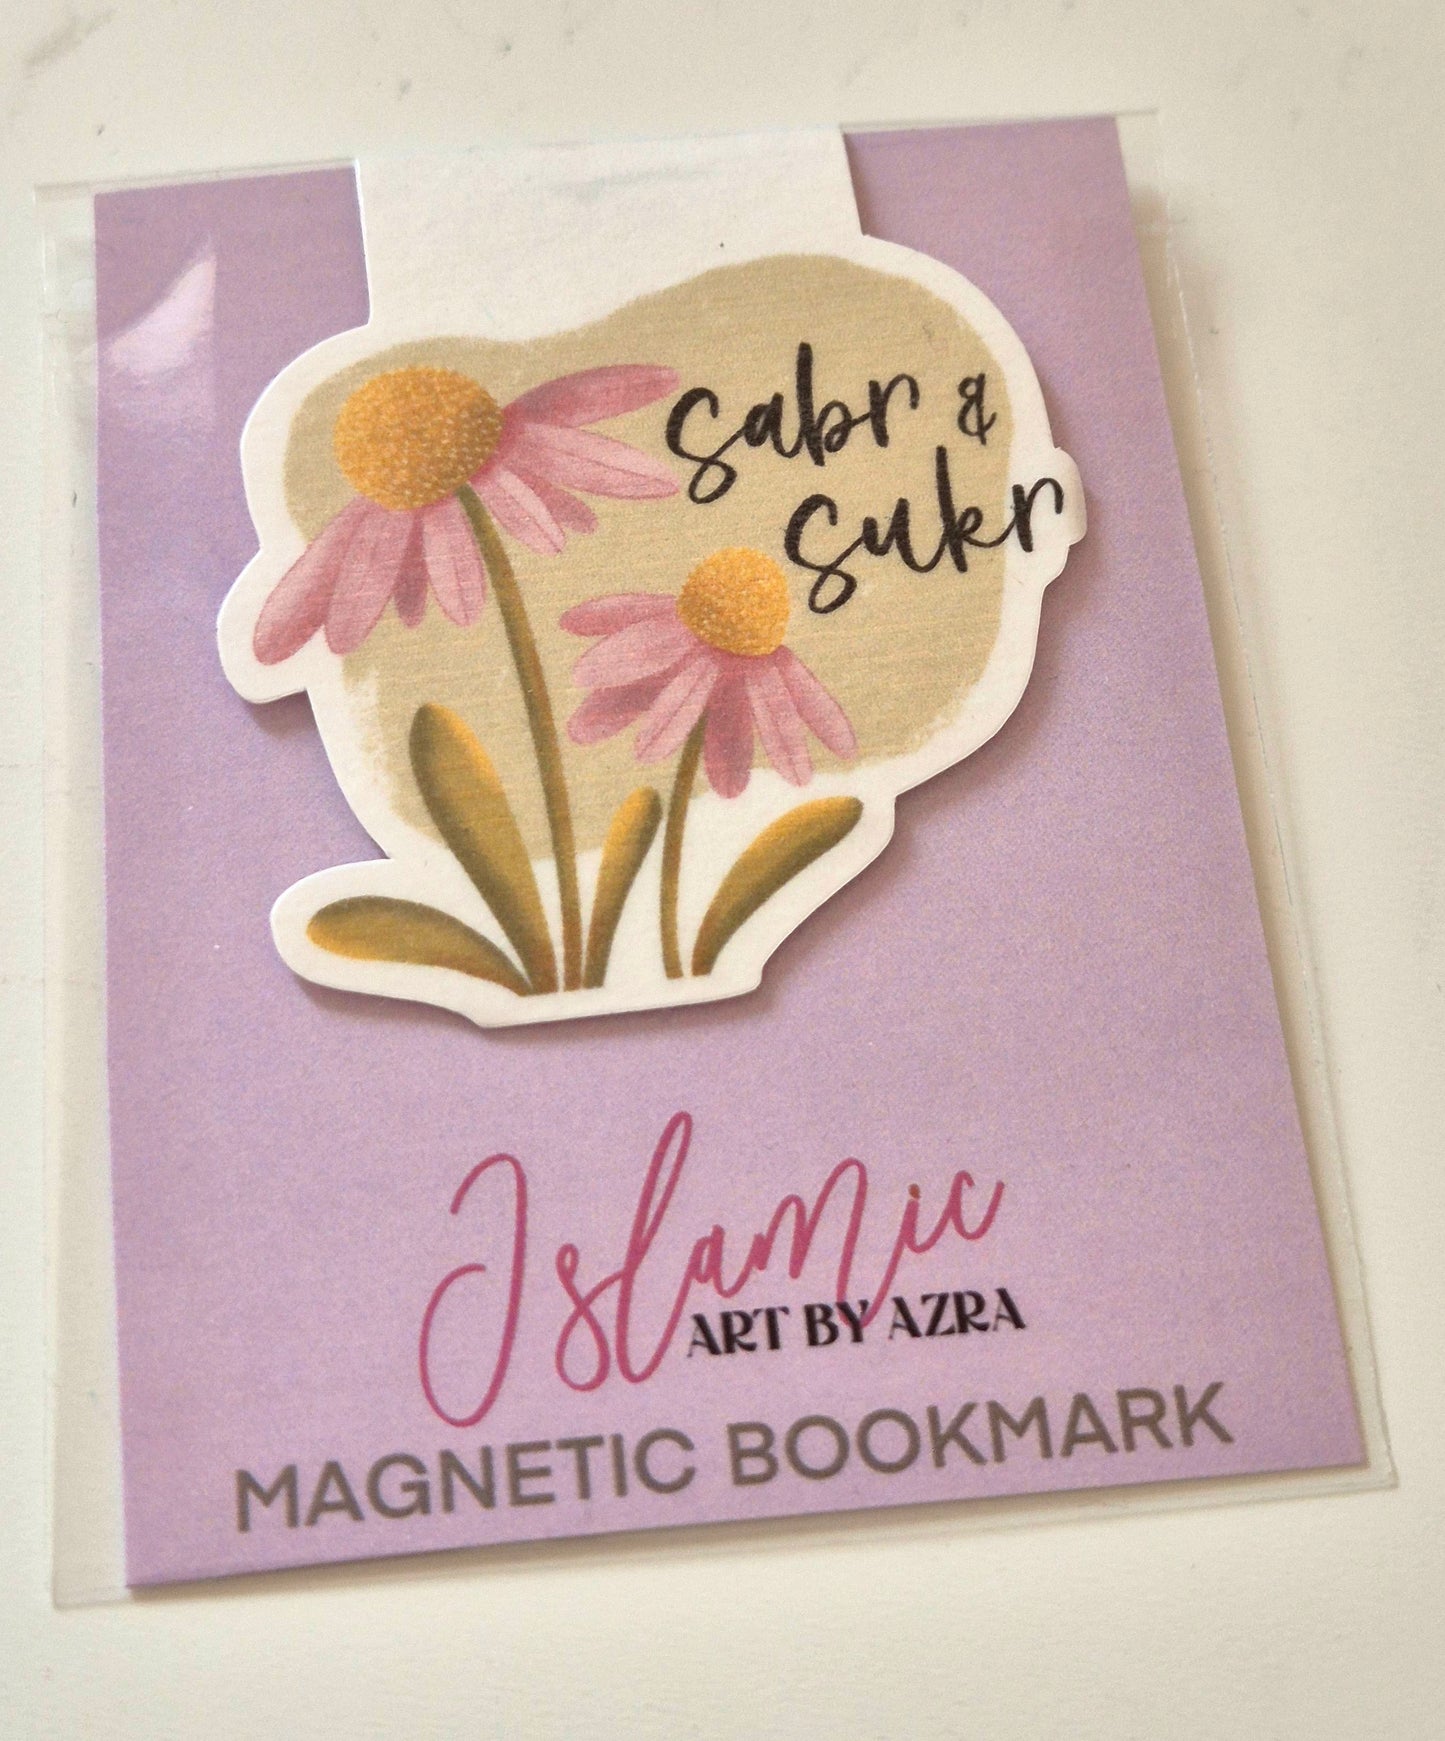 Sabr &
Sukr
Islamic
ART BY AZRA
MAGNETIC BOOKMARK